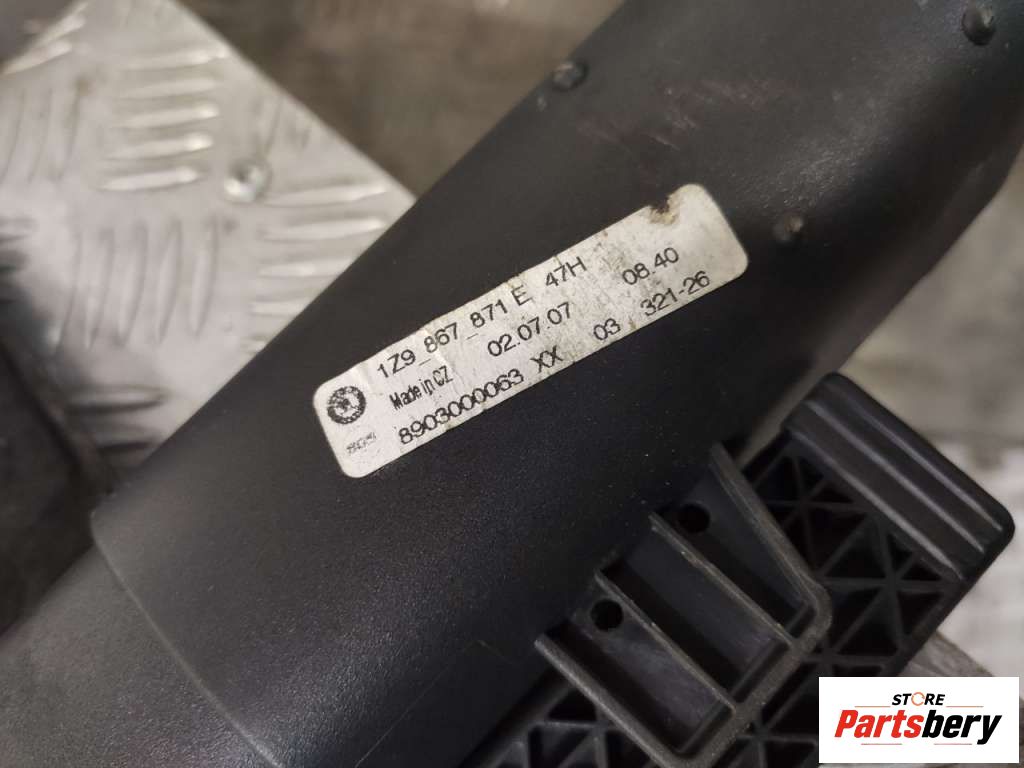 1Z9 867 871 E 47H
Made in CZ 02.07.07 08.40
8903000063 XX 03 321-26
STORE
Partsbery